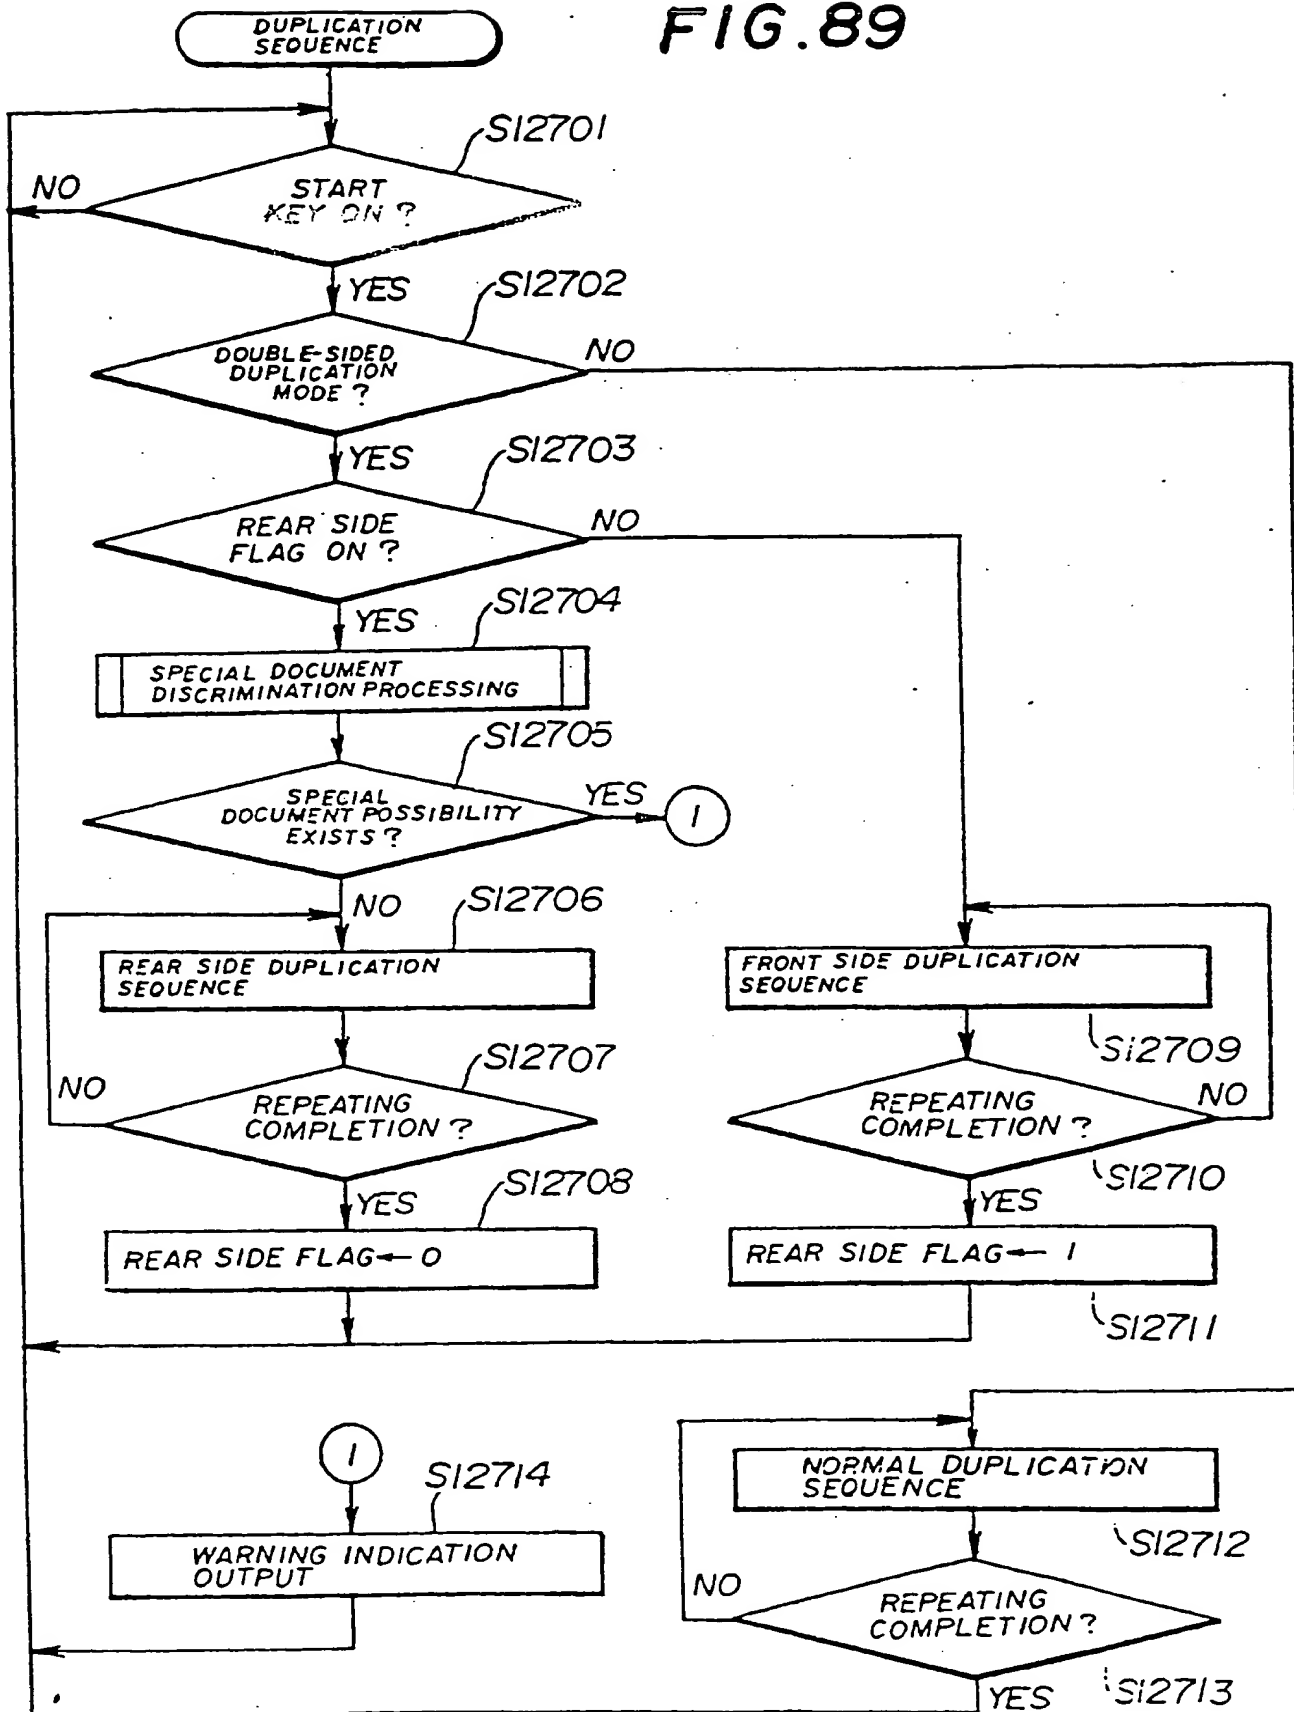 FIG.89
DUPLICATION
SEQUENCE
S12701
NO
START
KEY ON ?
YES
S12702
DOUBLE-SIDED
DUPLICATION
MODE ?
NO
YES
S12703
REAR SIDE
FLAG ON ?
NO
YES
S12704
SPECIAL DOCUMENT
DISCRIMINATION PROCESSING
S12705
SPECIAL
DOCUMENT POSSIBILITY
EXISTS ?
YES
1
NO
S12706
REAR SIDE DUPLICATION
SEQUENCE
FRONT SIDE DUPLICATION
SEQUENCE
S12709
S12707
NO
REPEATING
COMPLETION ?
REPEATING
COMPLETION ?
NO
S12710
YES
S12708
YES
REAR SIDE FLAG ← 0
REAR SIDE FLAG ← 1
S12711
1
S12714
WARNING INDICATION
OUTPUT
NORMAL DUPLICATION
SEQUENCE
S12712
NO
REPEATING
COMPLETION ?
S12713
YES